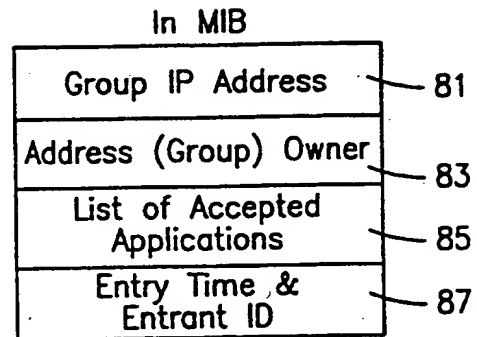 In MIB
Group IP Address 81
Address (Group) Owner 83
List of Accepted
Applications 85
Entry Time & 87
Entrant ID